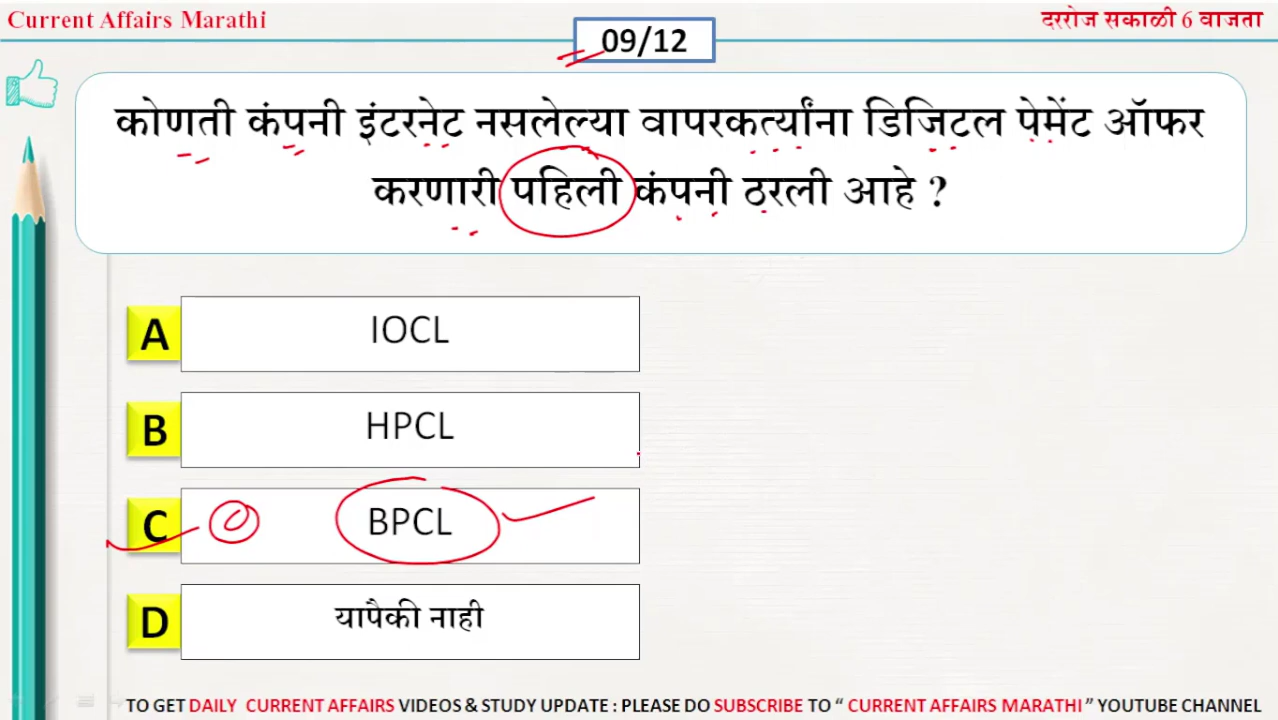 Current Affairs Marathi
दररोज सकाळी 6 वाजता
09/12
कोणती कंपनी इंटरनेट नसलेल्या वापरकर्त्यांना डिजिटल पेमेंट ऑफर
करणारी पहिली कंपनी ठरली आहे ?
A IOCL
B HPCL
C BPCL
D यापैकी नाही
TO GET DAILY CURRENT AFFAIRS VIDEOS & STUDY UPDATE : PLEASE DO SUBSCRIBE TO “ CURRENT AFFAIRS MARATHI ” YOUTUBE CHANNEL